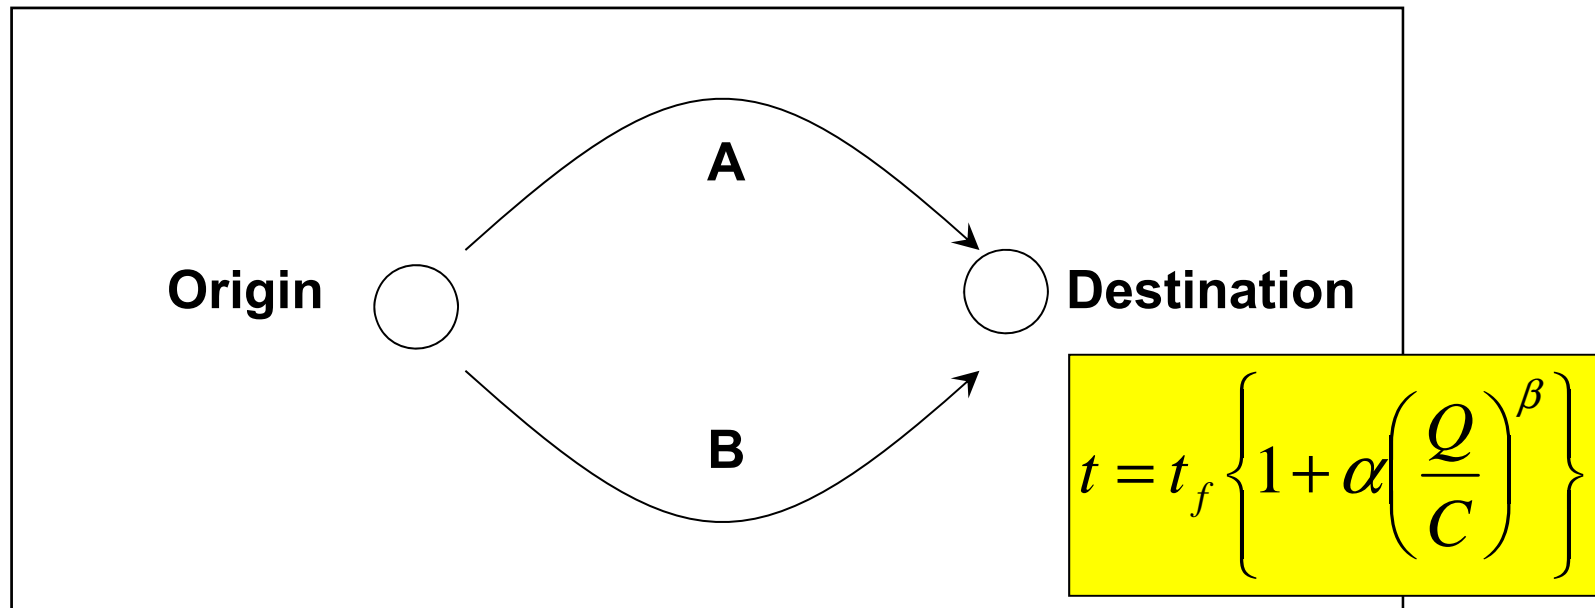 A
Origin
Destination
B
t = t_f {1 + α(Q/C)^β}